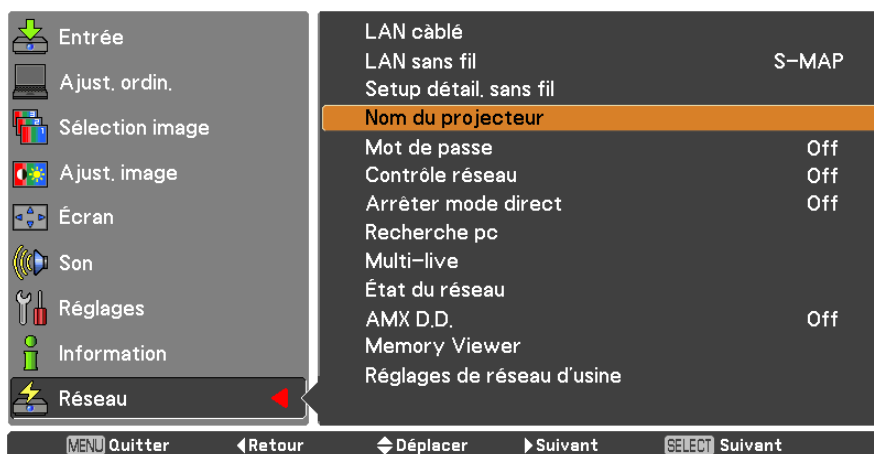 Entrée
Ajust. ordin.
Sélection image
Ajust. image
Écran
Son
Réglages
Information
Réseau
LAN càblé
LAN sans fil S-MAP
Setup détail. sans fil
Nom du projecteur
Mot de passe Off
Contrôle réseau Off
Arrêter mode direct Off
Recherche pc
Multi-live
État du réseau
AMX D.D. Off
Memory Viewer
Réglages de réseau d'usine
MENU Quitter Retour Déplacer Suivant SELECT Suivant